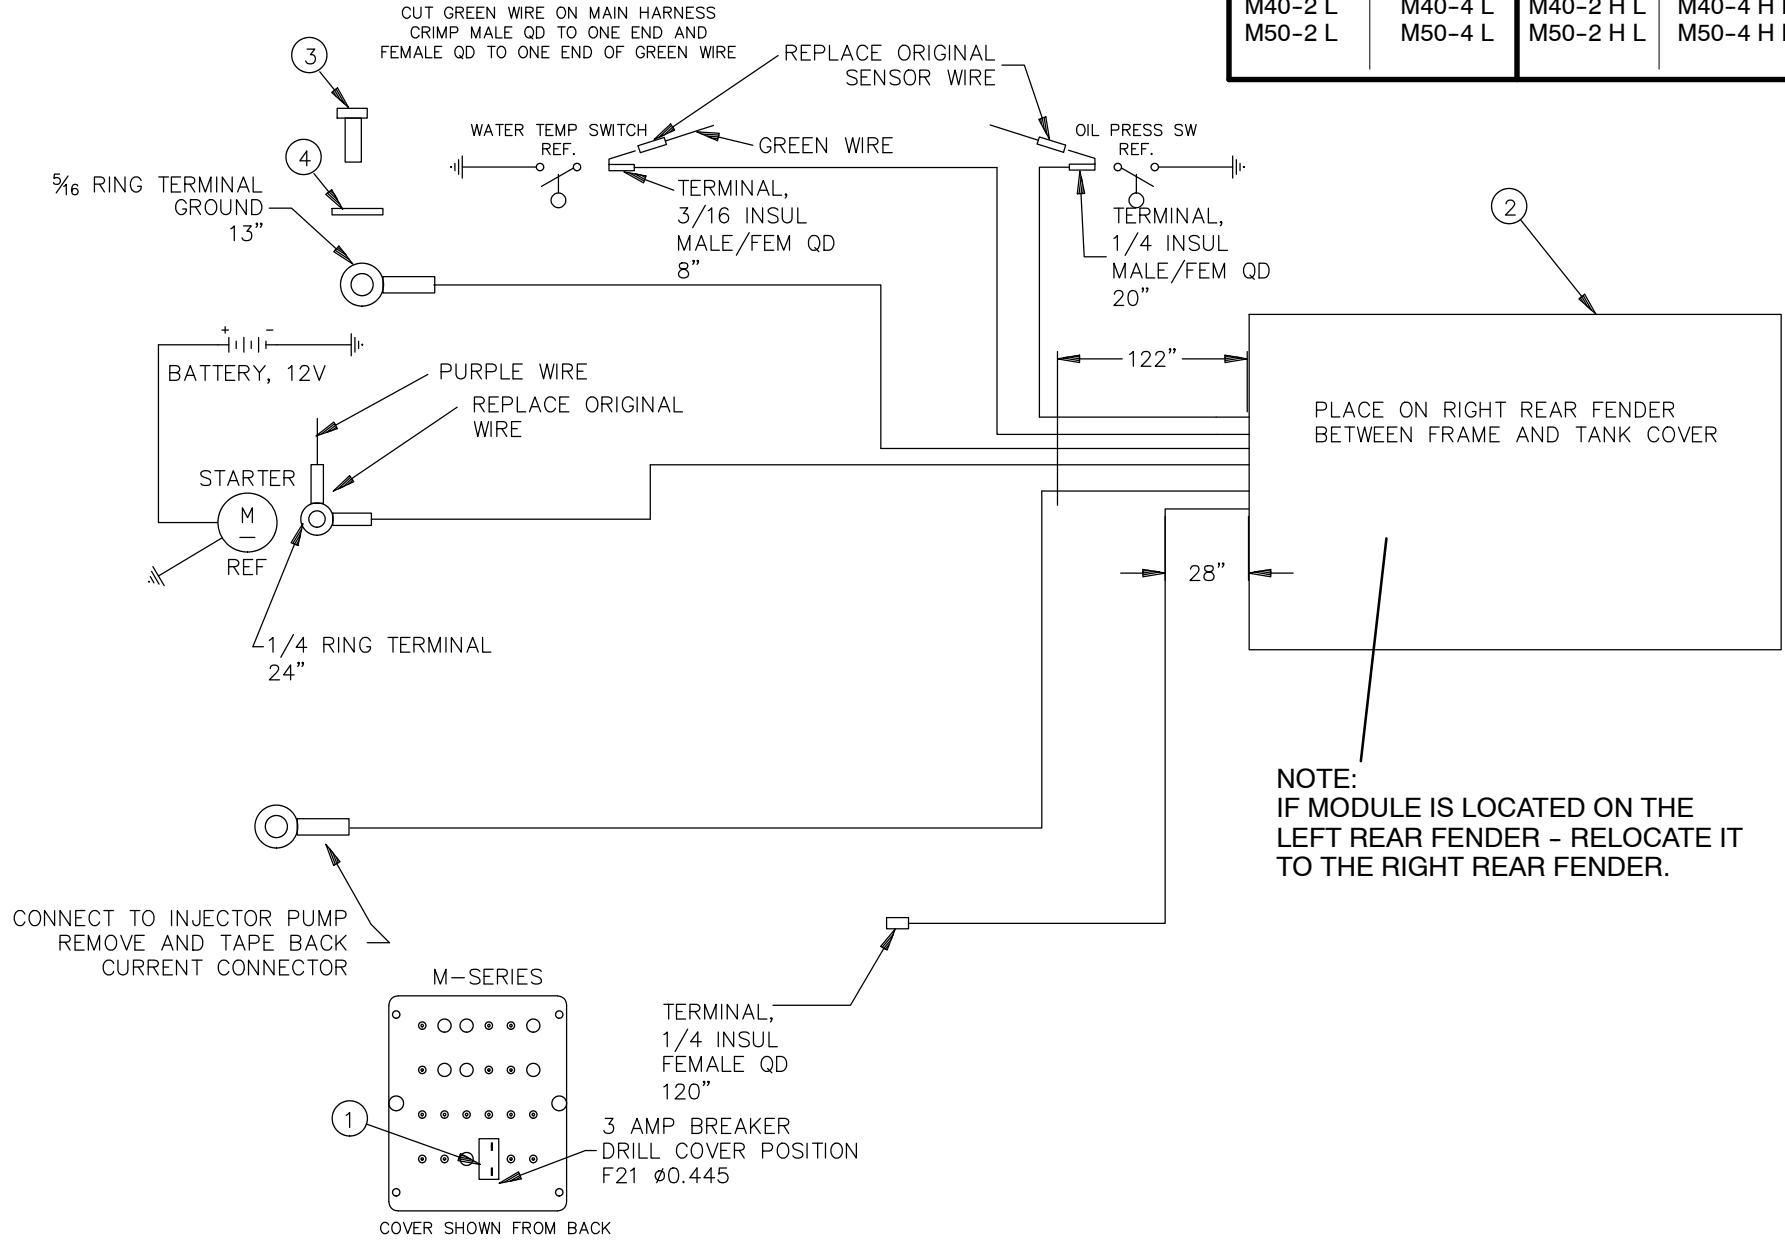 M40-2 L M40-4 L M40-2 H L M40-4 H
M50-2 L M50-4 L M50-2 H L M50-4 H
CUT GREEN WIRE ON MAIN HARNESS
CRIMP MALE QD TO ONE END AND
FEMALE QD TO ONE END OF GREEN WIRE
3
REPLACE ORIGINAL
SENSOR WIRE
WATER TEMP SWITCH
REF.
GREEN WIRE
OIL PRESS SW
REF.
4
5/16 RING TERMINAL
GROUND
13”
TERMINAL,
3/16 INSUL
MALE/FEM QD
8”
TERMINAL,
1/4 INSUL
MALE/FEM QD
20”
2
+ −
BATTERY, 12V
122”
PURPLE WIRE
REPLACE ORIGINAL
WIRE
PLACE ON RIGHT REAR FENDER
BETWEEN FRAME AND TANK COVER
STARTER
M
REF
28”
1/4 RING TERMINAL
24”
NOTE:
IF MODULE IS LOCATED ON THE
LEFT REAR FENDER – RELOCATE IT
TO THE RIGHT REAR FENDER.
CONNECT TO INJECTOR PUMP
REMOVE AND TAPE BACK
CURRENT CONNECTOR
M−SERIES
TERMINAL,
1/4 INSUL
FEMALE QD
120”
1
3 AMP BREAKER
DRILL COVER POSITION
F21 ø0.445
COVER SHOWN FROM BACK